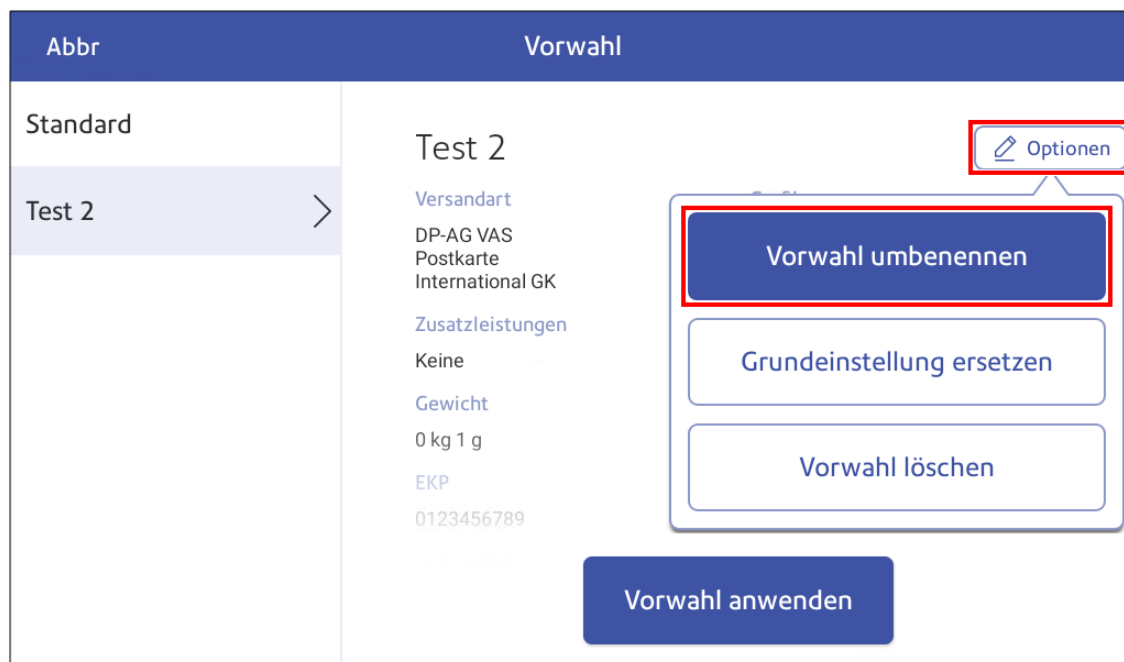 Abbr
Vorwahl
Standard
Test 2
Test 2
Optionen
Versandart
DP-AG VAS
Postkarte
International GK
Zusatzleistungen
Keine
Gewicht
0 kg 1 g
EKP
0123456789
Vorwahl umbenennen
Grundeinstellung ersetzen
Vorwahl löschen
Vorwahl anwenden